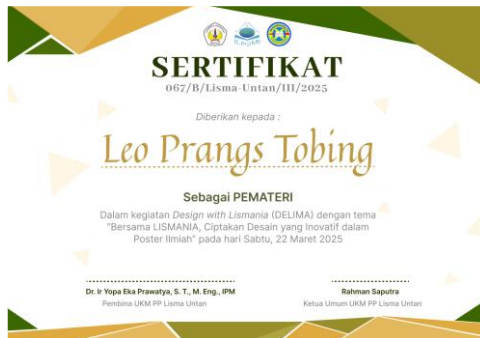 SERTIFIKAT
067/B/Lisma-Untan/III/2025
Diberikan kepada :
Leo Prangs Tobing
Sebagai PEMATERI
Dalam kegiatan Design with Lismania (DELIMA) dengan tema
"Bersama LISMANIA, Ciptakan Desain yang Inovatif dalam
Poster Ilmiah" pada hari Sabtu, 22 Maret 2025
Dr. Ir Yopa Eka Prawatya, S. T., M. Eng., IPM
Pembina UKM PP Lisma Untan
Rahman Saputra
Ketua Umum UKM PP Lisma Untan